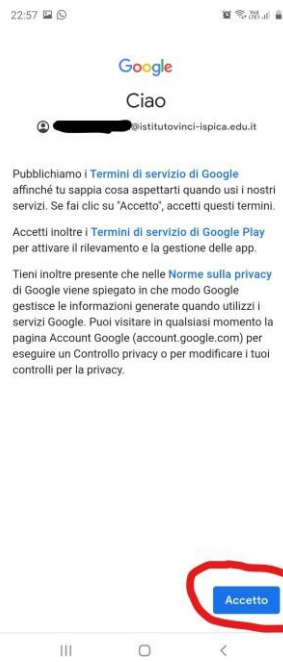 22:57
Google
Ciao
@istitutovinci-ispica.edu.it
Pubblichiamo i Termini di servizio di Google
affinché tu sappia cosa aspettarti quando usi i nostri
servizi. Se fai clic su "Accetto", accetti questi termini.
Accetti inoltre i Termini di servizio di Google Play
per attivare il rilevamento e la gestione delle app.
Tieni inoltre presente che nelle Norme sulla privacy
di Google viene spiegato in che modo Google
gestisce le informazioni generate quando utilizzi i
servizi Google. Puoi visitare in qualsiasi momento la
pagina Account Google (account.google.com) per
eseguire un Controllo privacy o per modificare i tuoi
controlli per la privacy.
Accetto